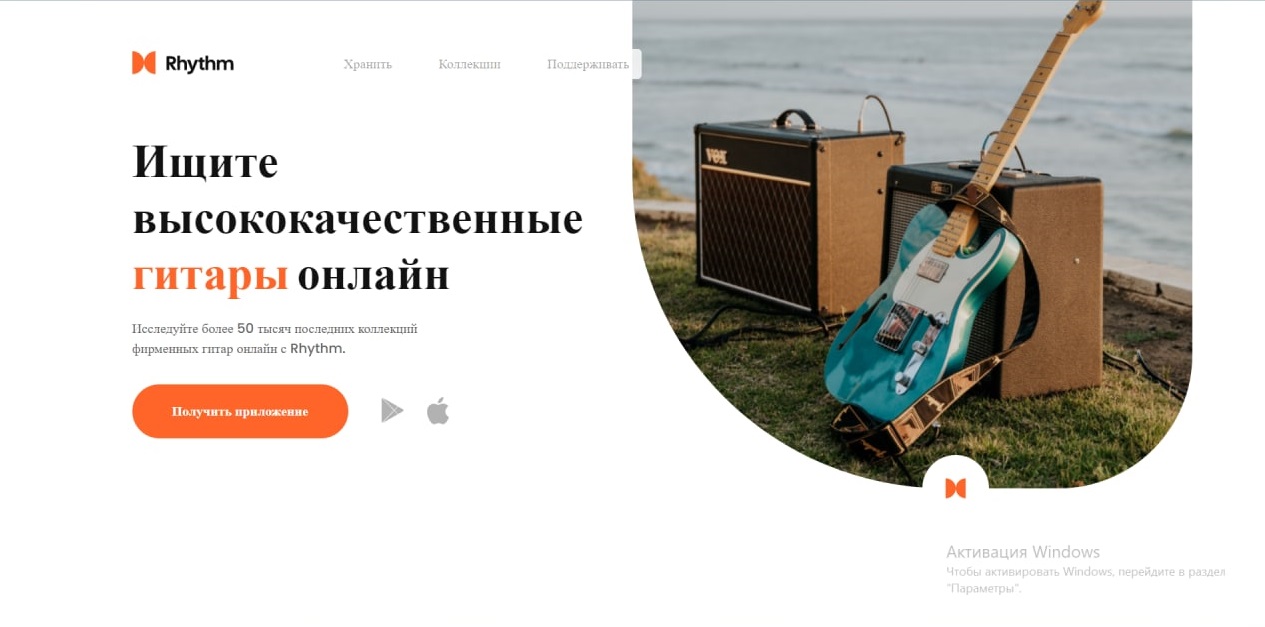 Rhythm
Хранить Коллекции Поддерживать
Ищите
высококачественные
гитары онлайн
Исследуйте более 50 тысяч последних коллекций
фирменных гитар онлайн с Rhythm.
Получить приложение
VOX
Активация Windows
Чтобы активировать Windows, перейдите в раздел
"Параметры".